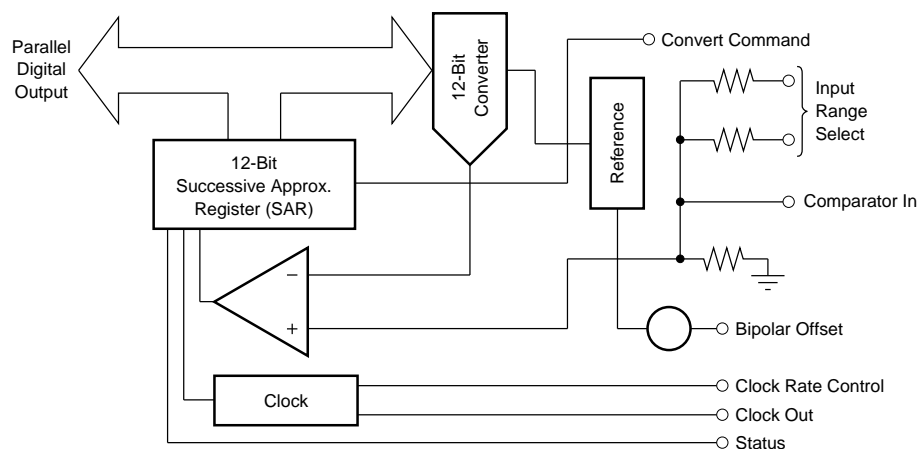 Parallel
Digital
Output
12-Bit
Converter
Convert Command
Reference
Input
Range
Select
12-Bit
Successive Approx.
Register (SAR)
Comparator In
−
+
Bipolar Offset
Clock
Clock Rate Control
Clock Out
Status